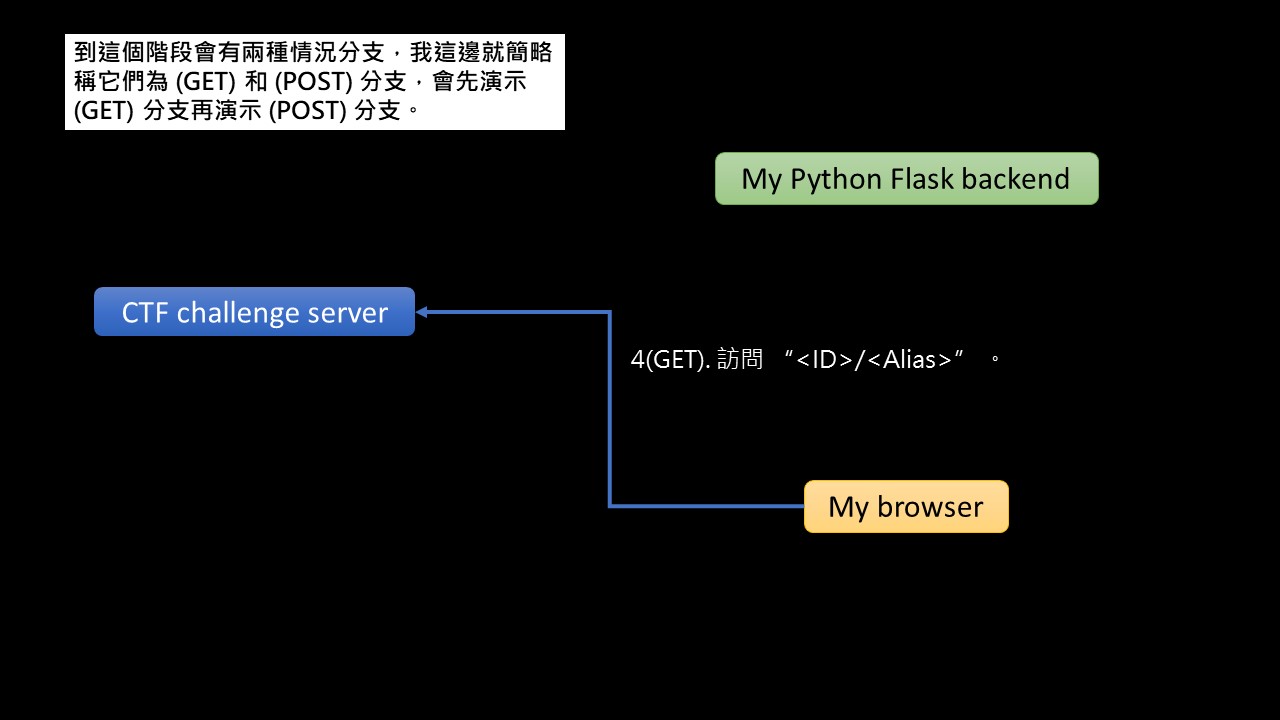 到這個階段會有兩種情況分支，我這邊就簡略
稱它們為 (GET) 和 (POST) 分支，會先演示
(GET) 分支再演示 (POST) 分支。
My Python Flask backend
CTF challenge server
4(GET). 訪問 “<ID>/<Alias>” 。
My browser